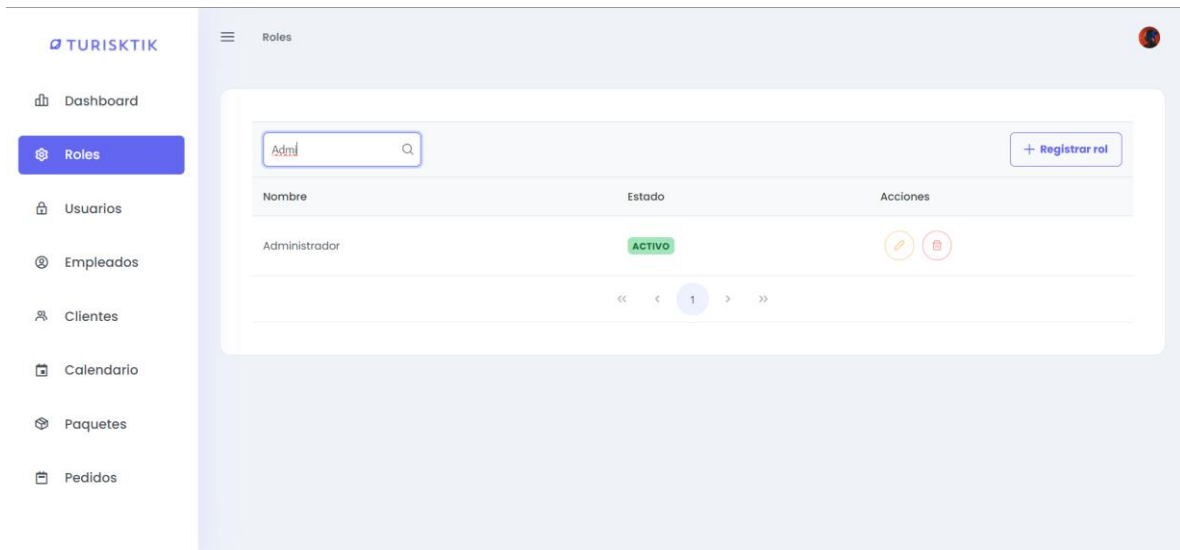 TURISKTIK
Roles
Dashboard
Roles
Usuarios
Empleados
Clientes
Calendario
Paquetes
Pedidos
Admi
+ Registrar rol
Nombre Estado Acciones
Administrador ACTIVO
<< < 1 > >>